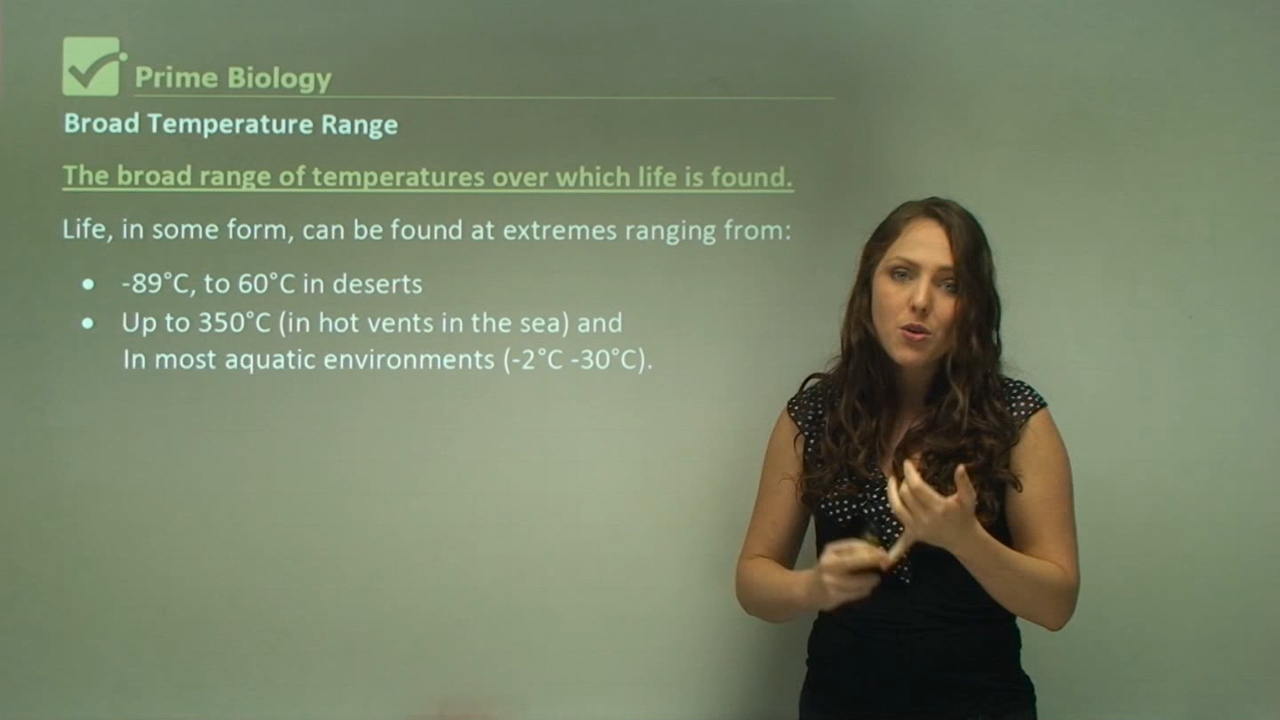 Prime Biology
Broad Temperature Range
The broad range of temperatures over which life is found.
Life, in some form, can be found at extremes ranging from:
• -89°C, to 60°C in deserts
• Up to 350°C (in hot vents in the sea) and
In most aquatic environments (-2°C -30°C).